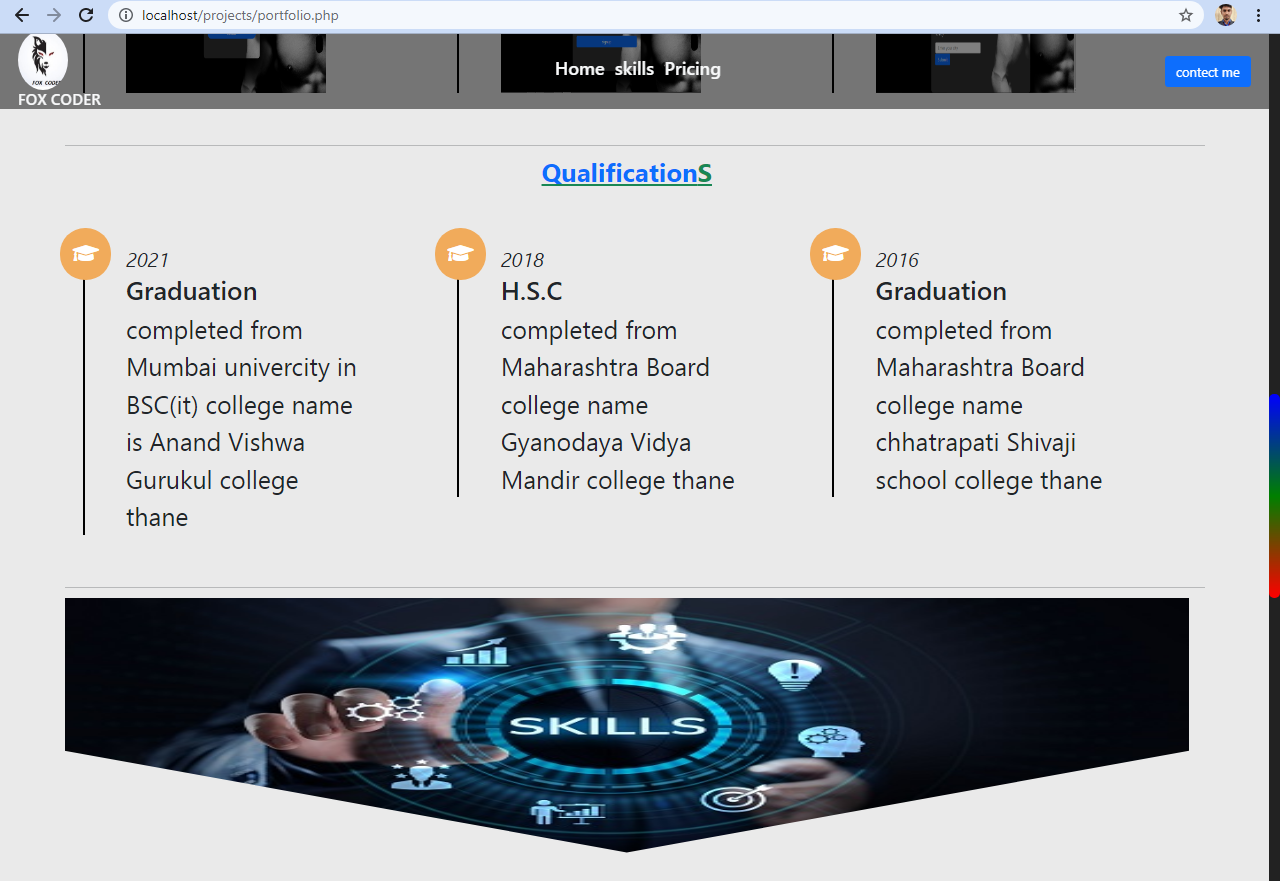 localhost/projects/portfolio.php
FOX CODER
FOX CODER
Home skills Pricing
contect me
QualificationS
2021
Graduation
completed from
Mumbai univercity in
BSC(it) college name
is Anand Vishwa
Gurukul college
thane
2018
H.S.C
completed from
Maharashtra Board
college name
Gyanodaya Vidya
Mandir college thane
2016
Graduation
completed from
Maharashtra Board
college name
chhatrapati Shivaji
school college thane
SKILLS